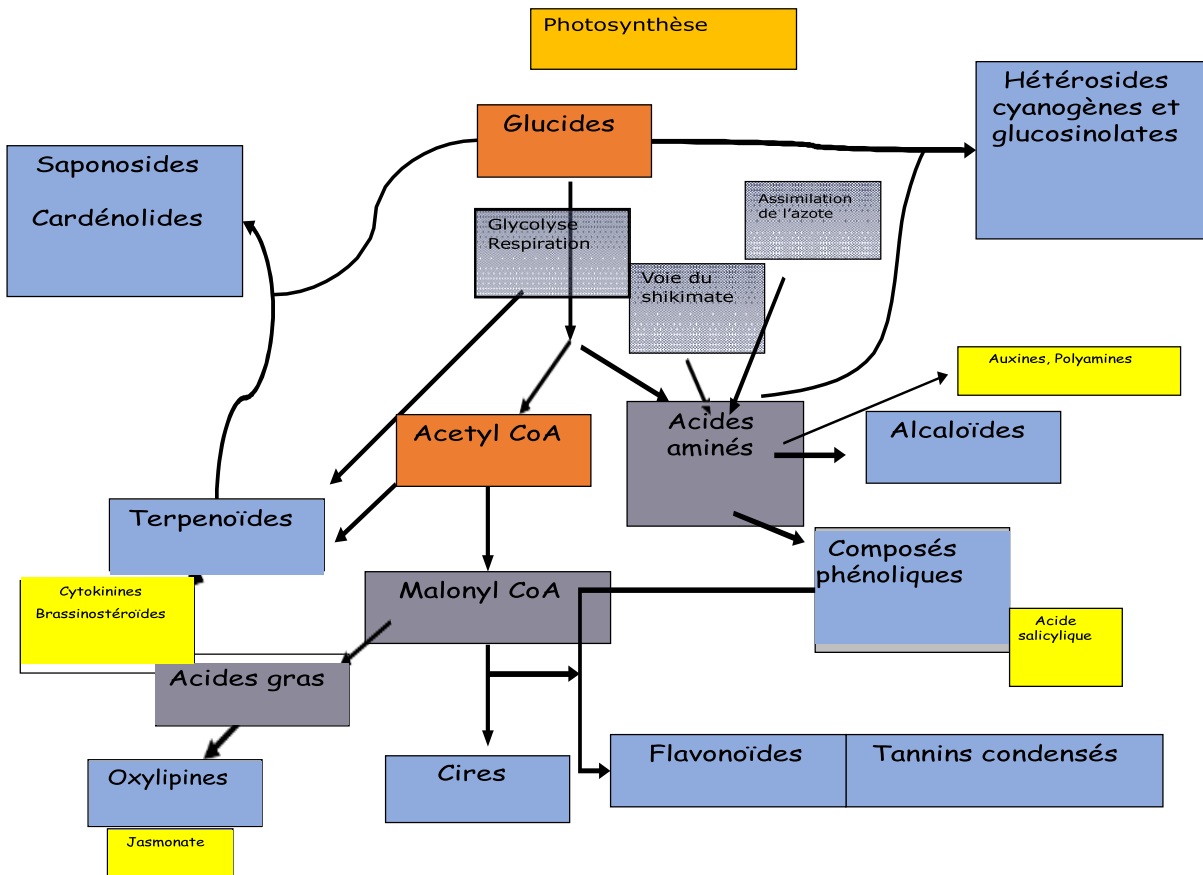 Photosynthèse
Glucides
Hétérosides
cyanogènes et
glucosinolates
Saponosides
Cardénolides
Assimilation
de l'azote
Glycolyse
Respiration
Voie du
shikimate
Auxines, Polyamines
Acetyl CoA
Acides
aminés
Alcaloïdes
Terpenoïdes
Composés
phénoliques
Cytokinines
Brassinostéroïdes
Malonyl CoA
Acide
salicylique
Acides gras
Oxylipines
Cires
Flavonoïdes
Tannins condensés
Jasmonate